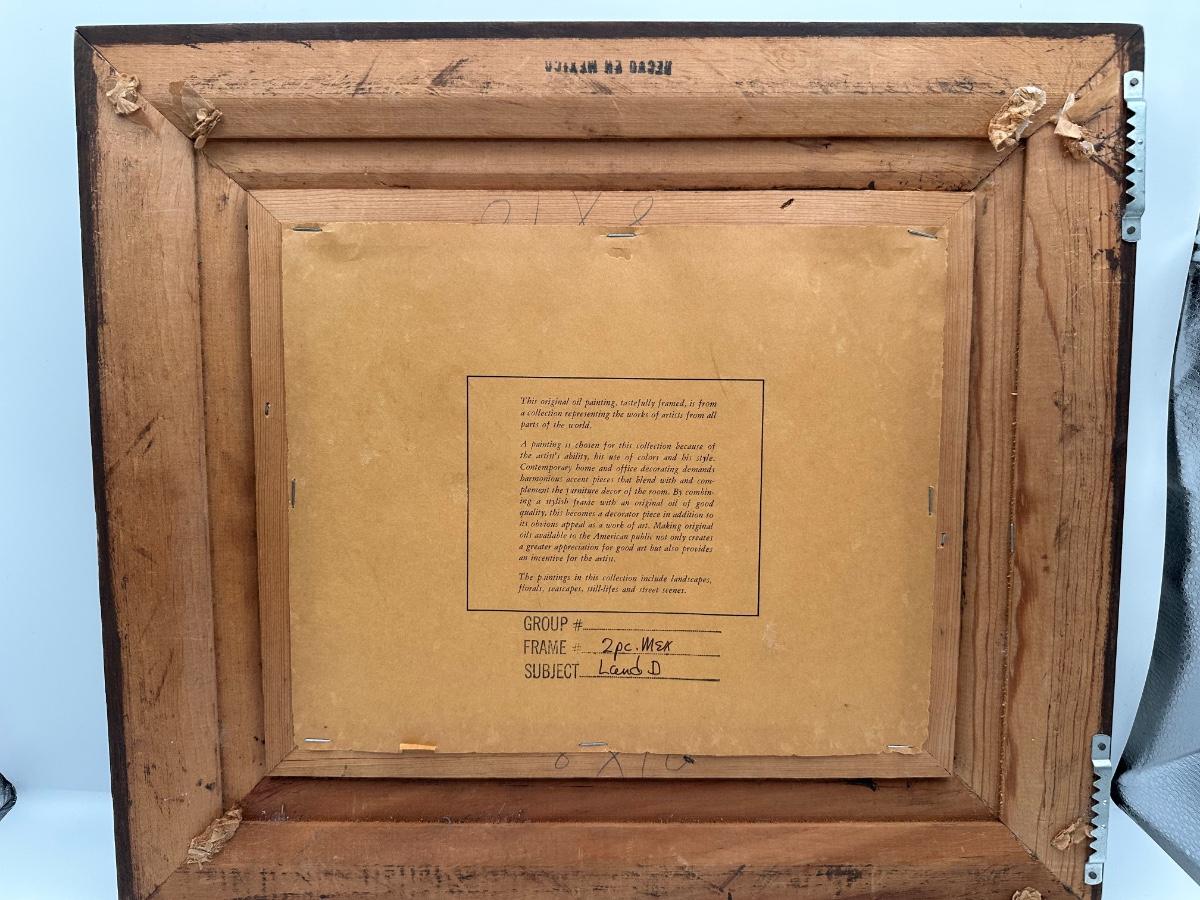 HECHO EN MEXICO
8 X 10
This original oil painting, tastefully framed, is from
a collection representing the works of artists from all
parts of the world.
A painting is chosen for this collection because of
the artist's ability, his use of colors and his style.
Contemporary home and office decorating demands
harmonious accent pieces that blend with and com-
plement the furniture decor of the room. By combin-
ing a stylish frame with an original oil of good
quality, this becomes a decorator piece in addition to
its obvious appeal as a work of art. Making original
oils available to the American public not only creates
a greater appreciation for good art but also provides
an incentive for the artist.
The paintings in this collection include landscapes,
florals, seascapes, still-lifes and street scenes.
GROUP #
FRAME # 2pc. Mex
SUBJECT Land D
8 X 10